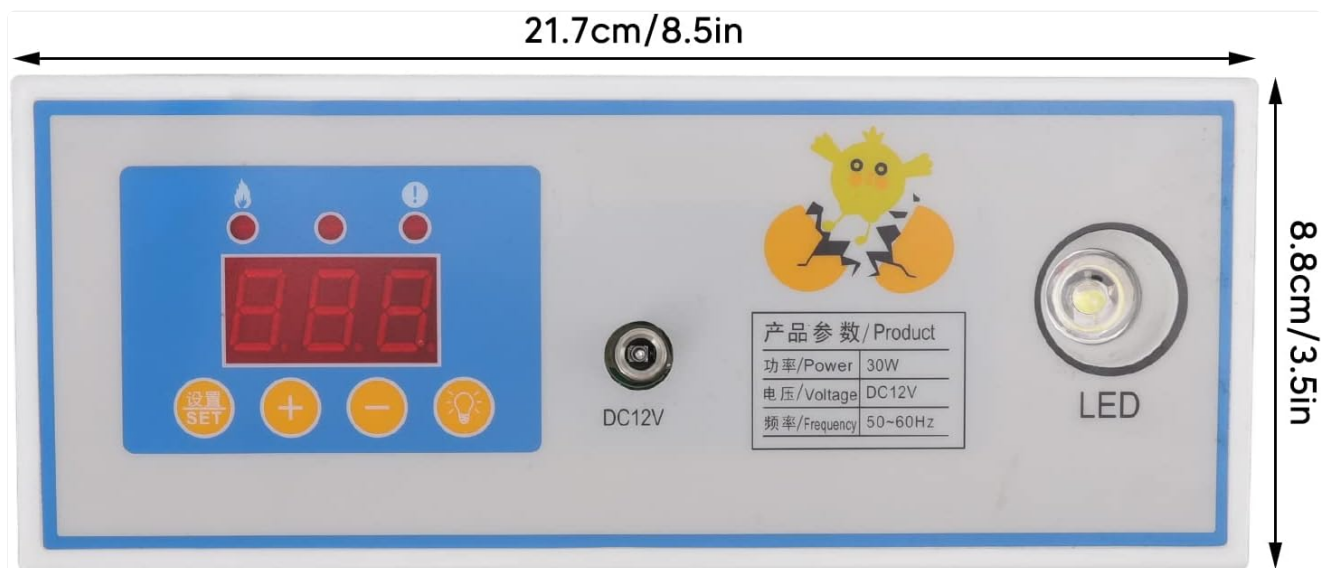 21.7cm/8.5in
8.8cm/3.5in
设置
SET
+
−
DC12V
产品参数/Product
功率/Power 30W
电压/Voltage DC12V
频率/Frequency 50~60Hz
LED